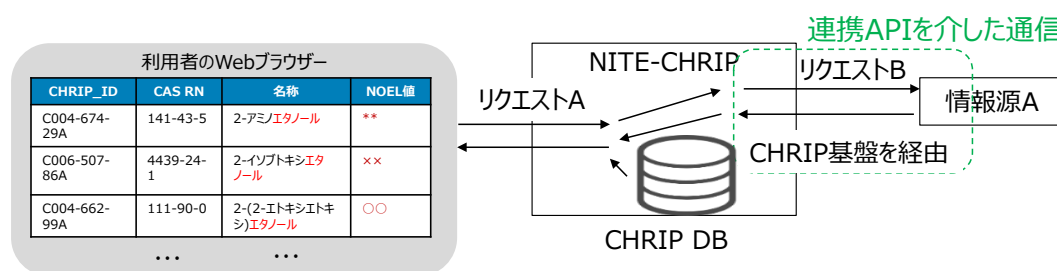 連携APIを介した通信
利用者のWebブラウザー
NITE-CHRIP
リクエストB
CHRIP_ID CAS RN 名称 NOEL値
リクエストA
情報源A
C004-674-
29A
141-43-5
2-アミノエタノール
**
C006-507-
86A
4439-24-
1
2-イソブトキシエタ
ノール
××
CHRIP基盤を経由
C004-662-
99A
111-90-0
2-(2-エトキシエトキ
シ)エタノール
〇〇
CHRIP DB
… …